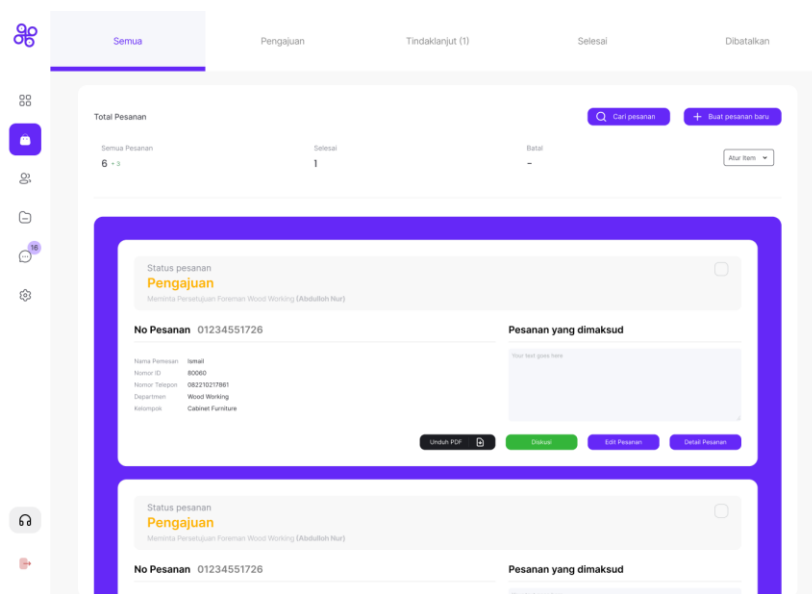 Semua
Pengajuan
Tindaklanjut (1)
Selesai
Dibatalkan
Total Pesanan
Cari pesanan
Buat pesanan baru
Semua Pesanan
Selesai
Batal
6 + 3
1
-
Atur Item
16
Status pesanan
Pengajuan
Meminta Persetujuan Foreman Wood Working (Abdulloh Nur)
No Pesanan 01234551726
Pesanan yang dimaksud
Nama Pemesan Ismail
Nomor ID 80060
Nomor Telepon 082210217861
Departmen Wood Working
Kelompok Cabinet Furniture
Your text goes here
Unduh PDF
Diskusi
Edit Pesanan
Detail Pesanan
Status pesanan
Pengajuan
Meminta Persetujuan Foreman Wood Working (Abdulloh Nur)
No Pesanan 01234551726
Pesanan yang dimaksud